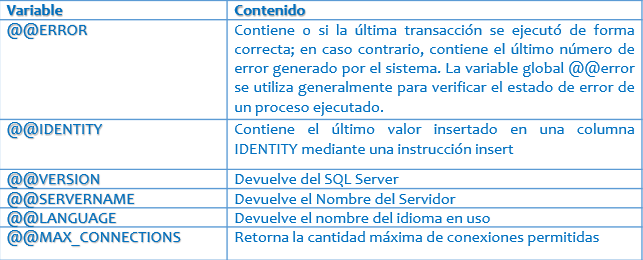 Variable Contenido
@@ERROR Contiene o si la última transacción se ejecutó de forma
correcta; en caso contrario, contiene el último número de
error generado por el sistema. La variable global @@error
se utiliza generalmente para verificar el estado de error de
un proceso ejecutado.
@@IDENTITY Contiene el último valor insertado en una columna
IDENTITY mediante una instrucción insert
@@VERSION Devuelve del SQL Server
@@SERVERNAME Devuelve el Nombre del Servidor
@@LANGUAGE Devuelve el nombre del idioma en uso
@@MAX_CONNECTIONS Retorna la cantidad máxima de conexiones permitidas